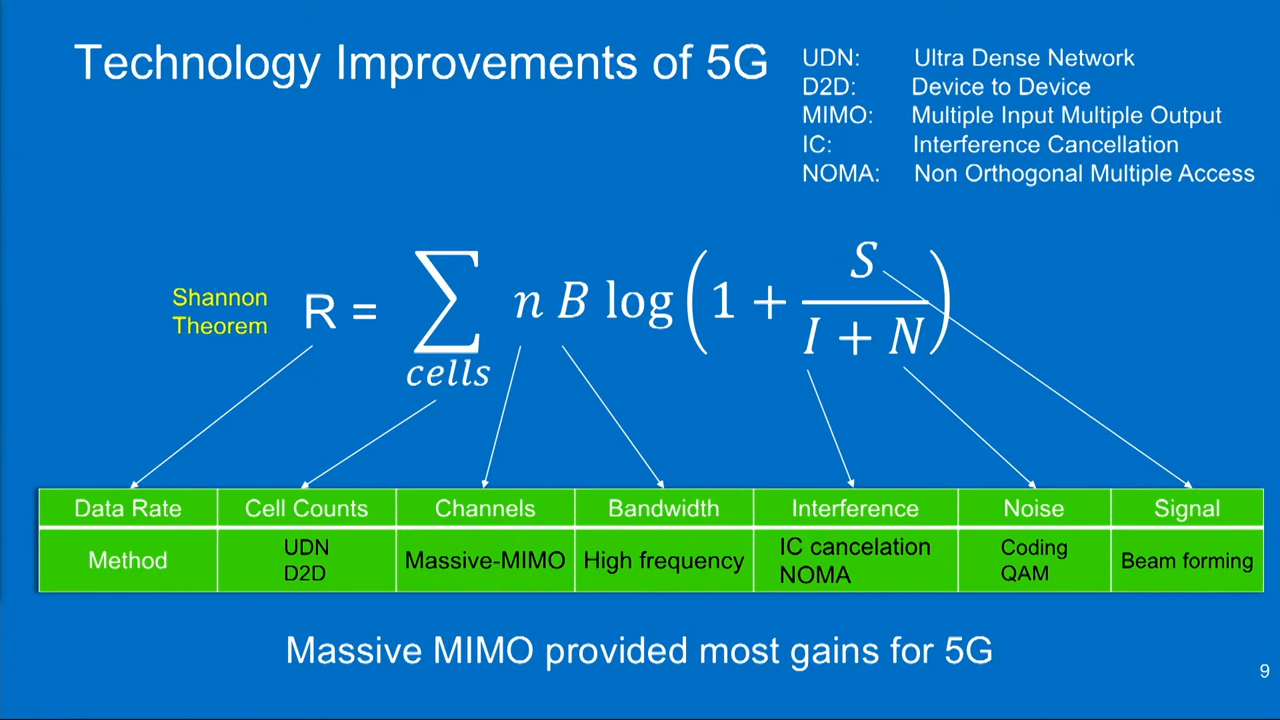 Technology Improvements of 5G
UDN: Ultra Dense Network
D2D: Device to Device
MIMO: Multiple Input Multiple Output
IC: Interference Cancellation
NOMA: Non Orthogonal Multiple Access
Shannon
Theorem
R = ∑ cells n B log(1 + S / (I + N))
Data Rate Cell Counts Channels Bandwidth Interference Noise Signal
Method UDN D2D Massive-MIMO High frequency IC cancelation NOMA Coding QAM Beam forming
Massive MIMO provided most gains for 5G
9